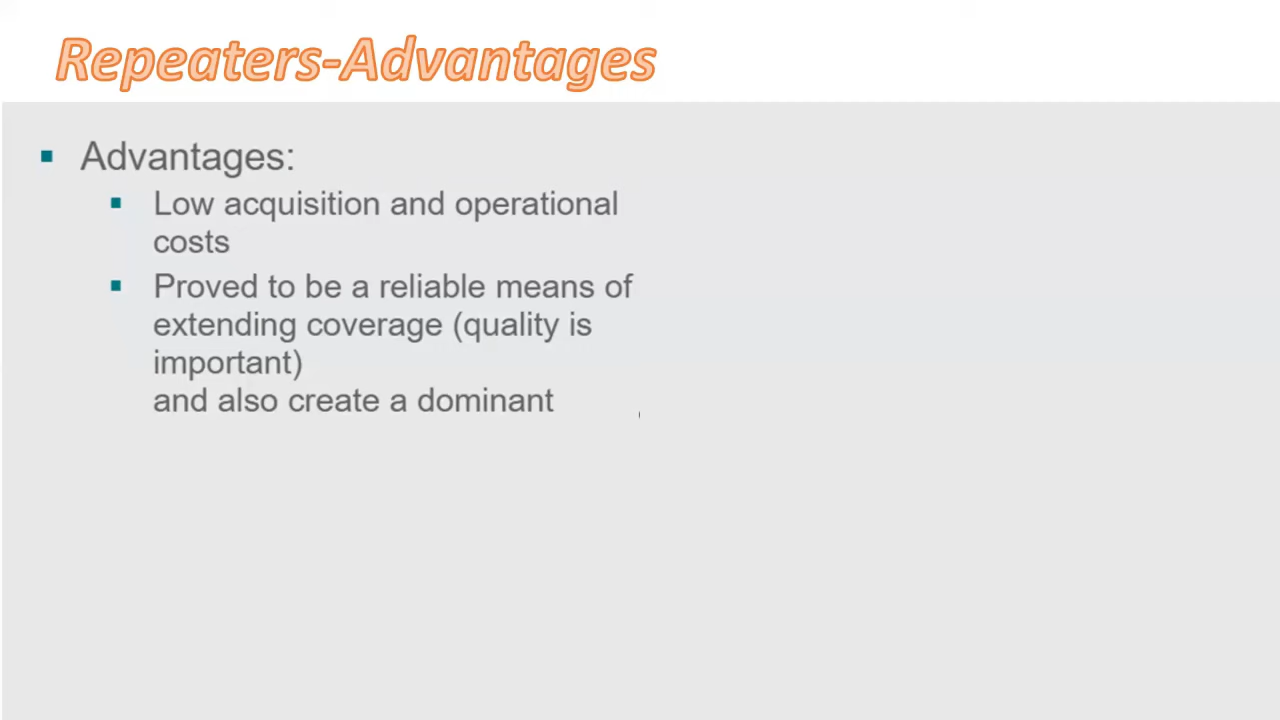 Repeaters-Advantages
Advantages:
Low acquisition and operational
costs
Proved to be a reliable means of
extending coverage (quality is
important)
and also create a dominant